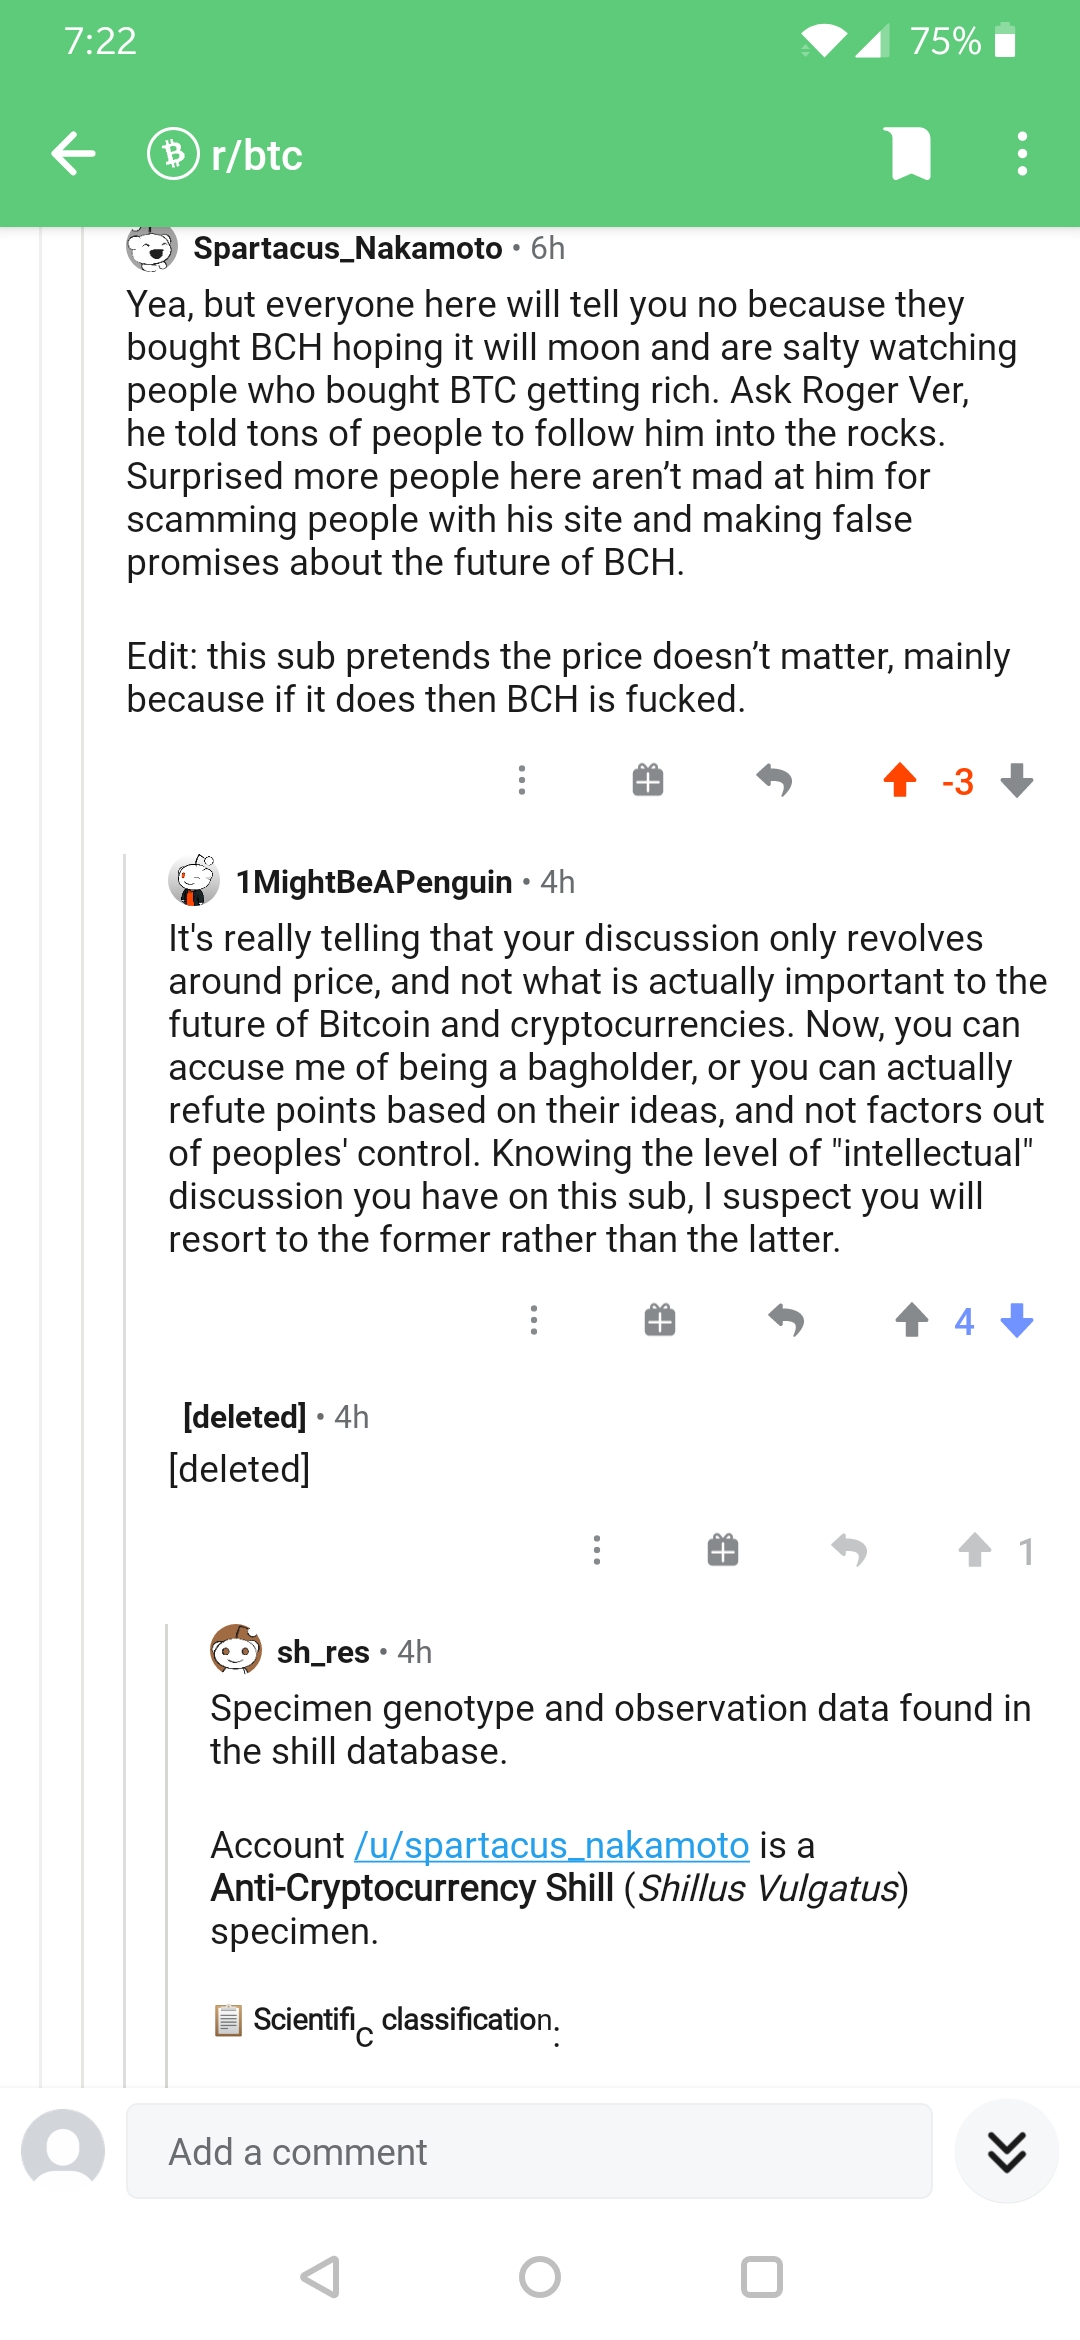 7:22
75%
r/btc
Spartacus_Nakamoto • 6h
Yea, but everyone here will tell you no because they
bought BCH hoping it will moon and are salty watching
people who bought BTC getting rich. Ask Roger Ver,
he told tons of people to follow him into the rocks.
Surprised more people here aren’t mad at him for
scamming people with his site and making false
promises about the future of BCH.
Edit: this sub pretends the price doesn’t matter, mainly
because if it does then BCH is fucked.
-3
1MightBeAPenguin • 4h
It's really telling that your discussion only revolves
around price, and not what is actually important to the
future of Bitcoin and cryptocurrencies. Now, you can
accuse me of being a bagholder, or you can actually
refute points based on their ideas, and not factors out
of peoples' control. Knowing the level of "intellectual"
discussion you have on this sub, I suspect you will
resort to the former rather than the latter.
4
[deleted] • 4h
[deleted]
1
sh_res • 4h
Specimen genotype and observation data found in
the shill database.
Account /u/spartacus_nakamoto is a
Anti-Cryptocurrency Shill (Shillus Vulgatus)
specimen.
📋 Scientific classification:
Add a comment